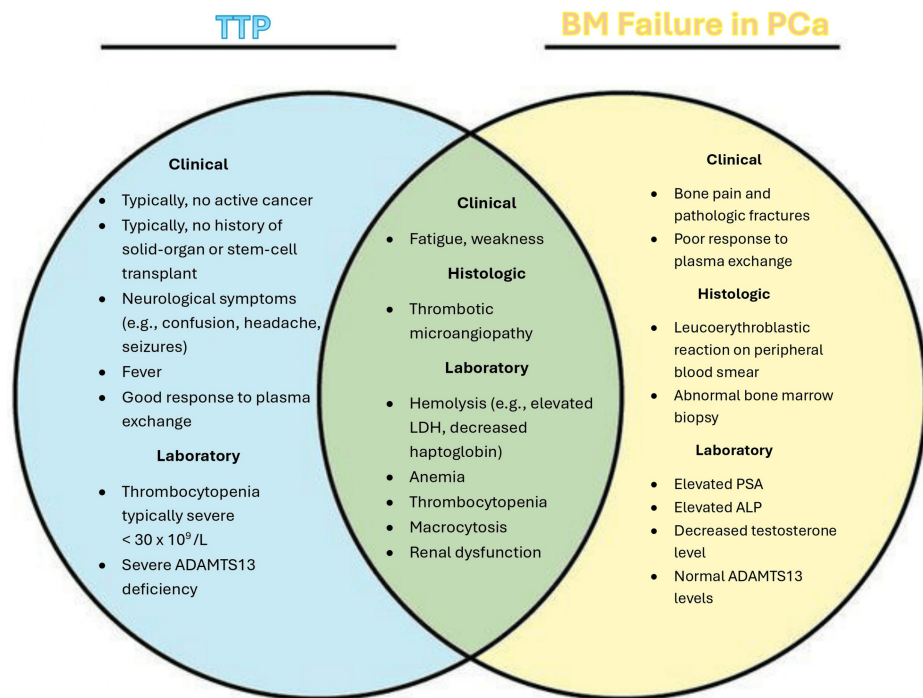 TTP
BM Failure in PCa
Clinical
• Typically, no active cancer
• Typically, no history of
solid-organ or stem-cell
transplant
• Neurological symptoms
(e.g., confusion, headache,
seizures)
• Fever
• Good response to plasma
exchange
Laboratory
• Thrombocytopenia
typically severe
< 30 x 10⁹/L
• Severe ADAMTS13
deficiency
Clinical
• Fatigue, weakness
Histologic
• Thrombotic
microangiopathy
Laboratory
• Hemolysis (e.g., elevated
LDH, decreased
haptoglobin)
• Anemia
• Thrombocytopenia
• Macrocytosis
• Renal dysfunction
Clinical
• Bone pain and
pathologic fractures
• Poor response to
plasma exchange
Histologic
• Leucoerythroblastic
reaction on peripheral
blood smear
• Abnormal bone marrow
biopsy
Laboratory
• Elevated PSA
• Elevated ALP
• Decreased testosterone
level
• Normal ADAMTS13
levels